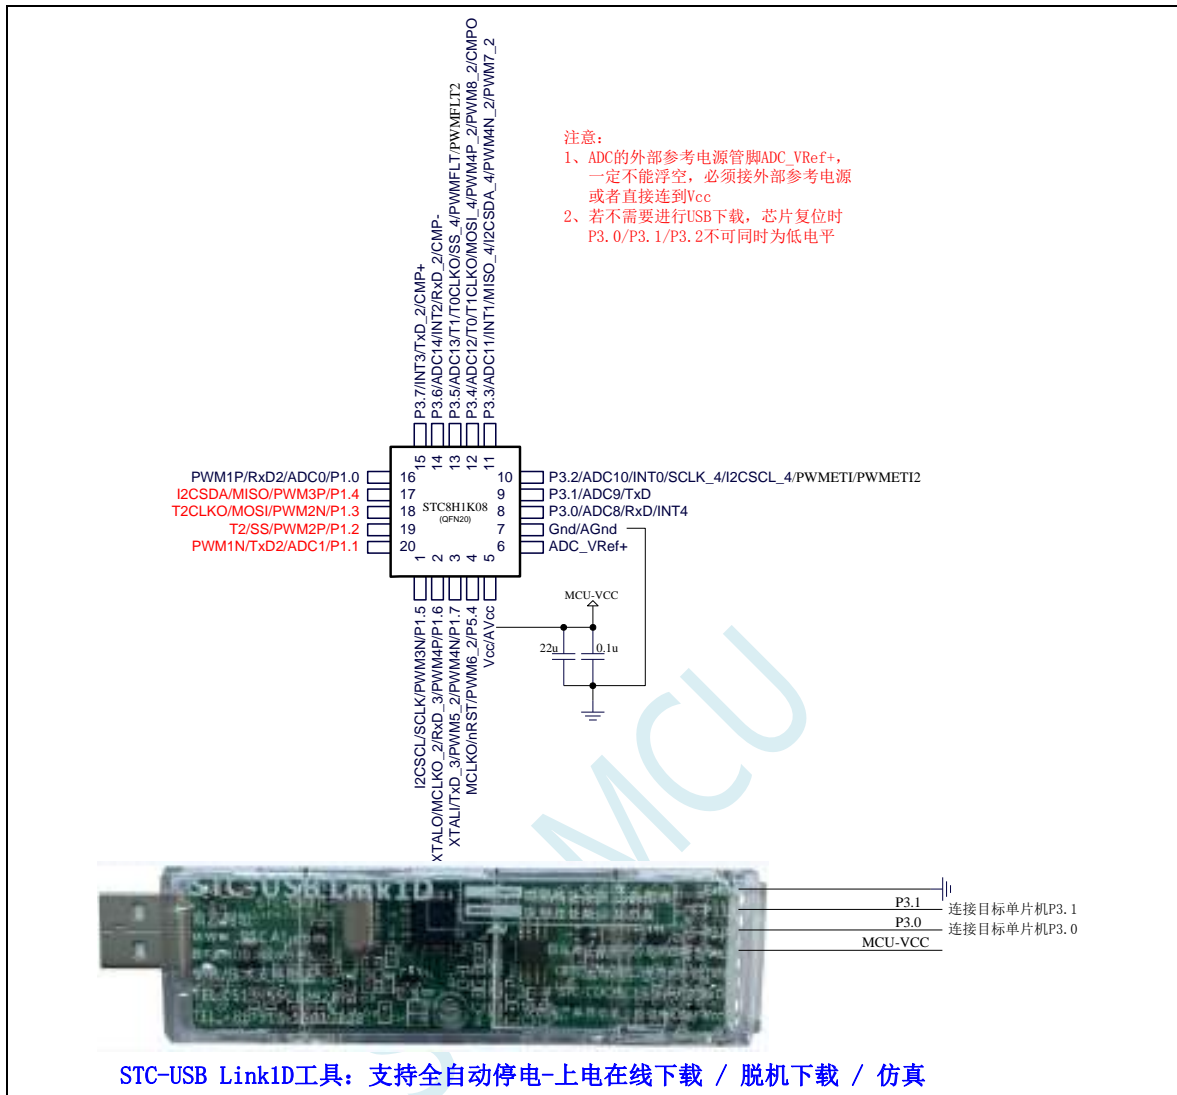 P3.7/INT3/TxD_2/CMP+
P3.6/ADC14/INT2/RxD_2/CMP-
P3.5/ADC13/T1/T0CLKO/SS_4/PWMFLT/PWMFLT2
P3.4/ADC12/T0/T1CLKO/MOSI_4/PWM4P_2/PWM8_2/CMPO
P3.3/ADC11/INT1/MISO_4/I2CSDA_4/PWM4N_2/PWM7_2
注意:
1、ADC的外部参考电源管脚ADC_VRef+,
一定不能浮空, 必须接外部参考电源
或者直接连到Vcc
2、若不需要进行USB下载, 芯片复位时
P3.0/P3.1/P3.2不可同时为低电平
15 14 13 12 11
PWM1P/RxD2/ADC0/P1.0 16
I2CSDA/MISO/PWM3P/P1.4 17
T2CLKO/MOSI/PWM2N/P1.3 18
T2/SS/PWM2P/P1.2 19
PWM1N/TxD2/ADC1/P1.1 20
STC8H1K08
(QFN20)
10 P3.2/ADC10/INT0/SCLK_4/I2CSCL_4/PWMETI/PWMETI2
9 P3.1/ADC9/TxD
8 P3.0/ADC8/RxD/INT4
7 Gnd/AGnd
6 ADC_VRef+
1 2 3 4 5
I2CSCL/SCLK/PWM3N/P1.5
XTALO/MCLKO_2/RxD_3/PWM4P/P1.6
XTALI/TxD_3/PWM5_2/PWM4N/P1.7
MCLKO/nRST/PWM6_2/P5.4
Vcc/AVcc
MCU-VCC
22u 0.1u
MCU
STC-USB Link1D
P3.1 连接目标单片机P3.1
P3.0 连接目标单片机P3.0
MCU-VCC
STC-USB Link1D工具: 支持全自动停电-上电在线下载 / 脱机下载 / 仿真